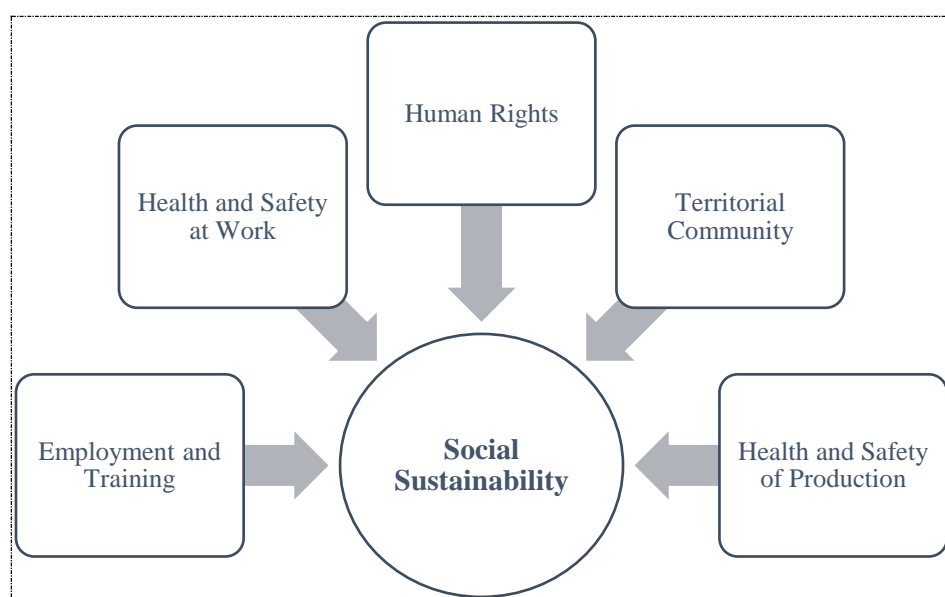 Human Rights
Health and Safety
at Work
Territorial
Community
Employment and
Training
Social
Sustainability
Health and Safety
of Production